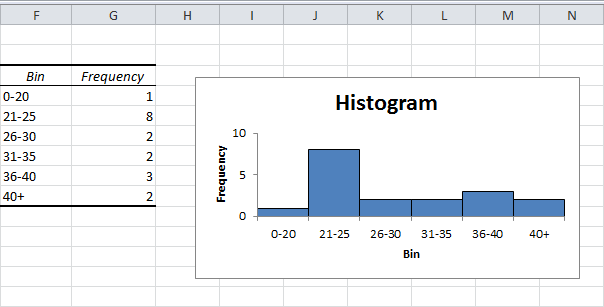 F G H I J K L M N
Bin Frequency
0-20 1
21-25 8
26-30 2
31-35 2
36-40 3
40+ 2
Histogram
10
5
0
Frequency
0-20 21-25 26-30 31-35 36-40 40+
Bin